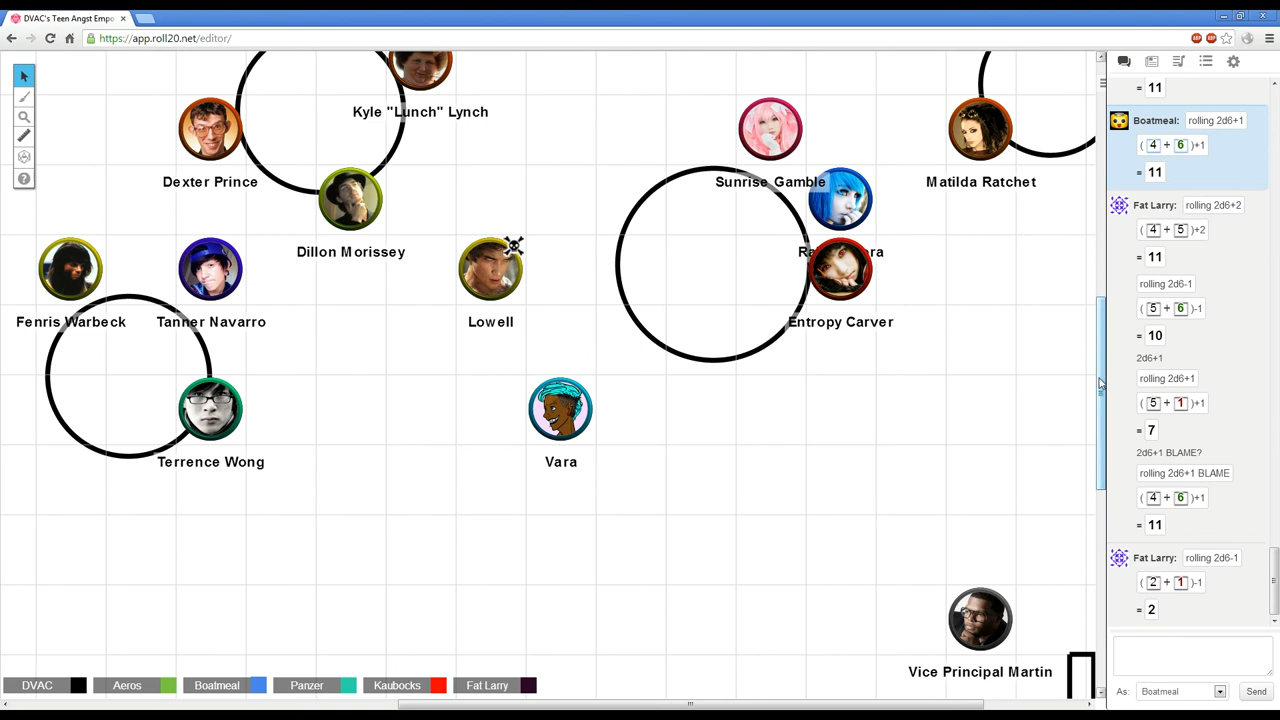 DVAC's Teen Angst Empo
https://app.roll20.net/editor/
Kyle "Lunch" Lynch
Dexter Prince
Sunrise Gamble
Matilda Ratchet
Dillon Morissey
Fenris Warbeck
Tanner Navarro
Lowell
Entropy Carver
Terrence Wong
Vara
Vice Principal Martin
DVAC
Aeros
Boatmeal
Panzer
Kaubocks
Fat Larry
11
Boatmeal: rolling 2d6+1
( 4 + 6 )+1
= 11
Fat Larry: rolling 2d6+2
( 4 + 5 )+2
= 11
rolling 2d6-1
( 5 + 6 )-1
= 10
2d6+1
rolling 2d6+1
( 5 + 1 )+1
= 7
2d6+1 BLAME?
rolling 2d6+1 BLAME
( 4 + 6 )+1
= 11
Fat Larry: rolling 2d6-1
( 2 + 1 )-1
= 2
As: Boatmeal Send